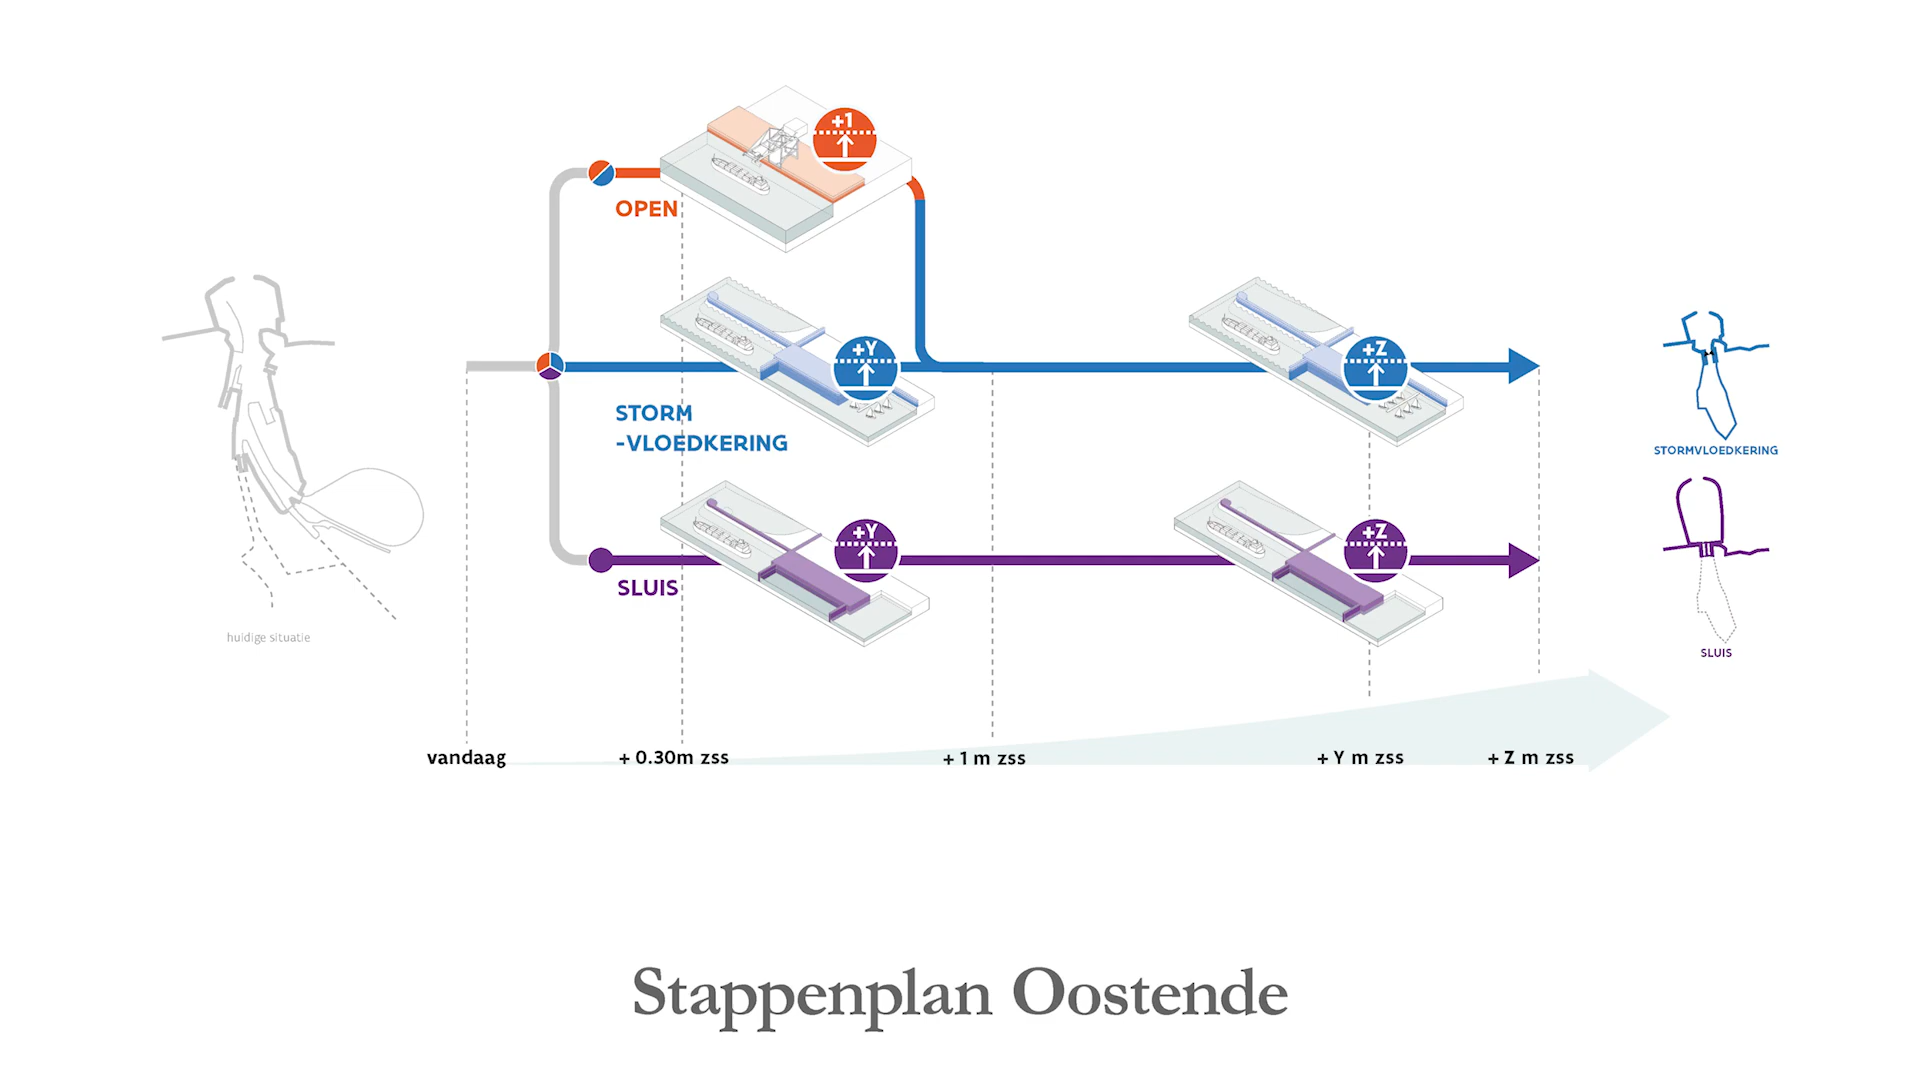 +1
OPEN
+Y
+Z
STORM
-VLOEDKERING
STORMVLOEDKERING
+Y
+Z
SLUIS
huidige situatie
SLUIS
vandaag
+ 0.30m zss
+ 1 m zss
+ Y m zss
+ Z m zss
Stappenplan Oostende